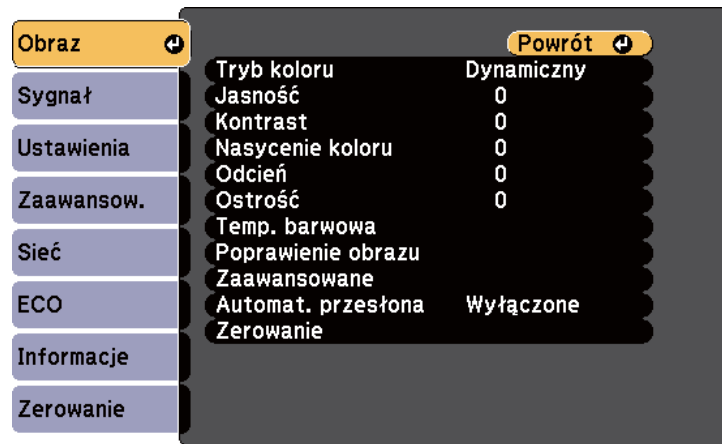 Obraz
Sygnał
Ustawienia
Zaawansow.
Sieć
ECO
Informacje
Zerowanie
Powrót
Tryb koloru Dynamiczny
Jasność 0
Kontrast 0
Nasycenie koloru 0
Odcień 0
Ostrość 0
Temp. barwowa
Poprawienie obrazu
Zaawansowane
Automat. przesłona Wyłączone
Zerowanie